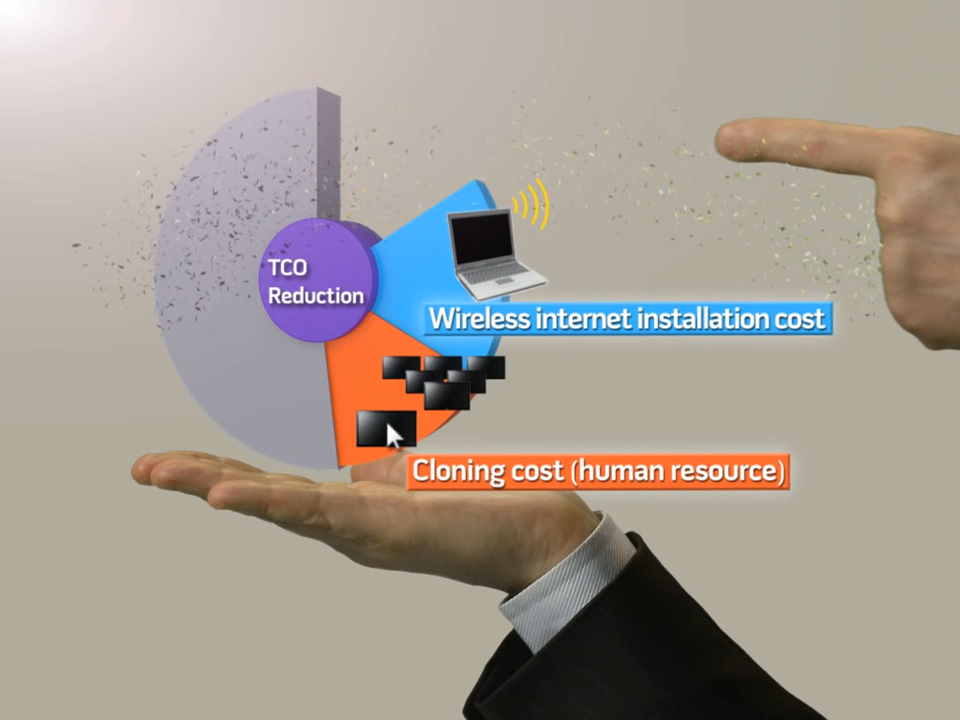 TCO
Reduction
Wireless internet installation cost
Cloning cost (human resource)